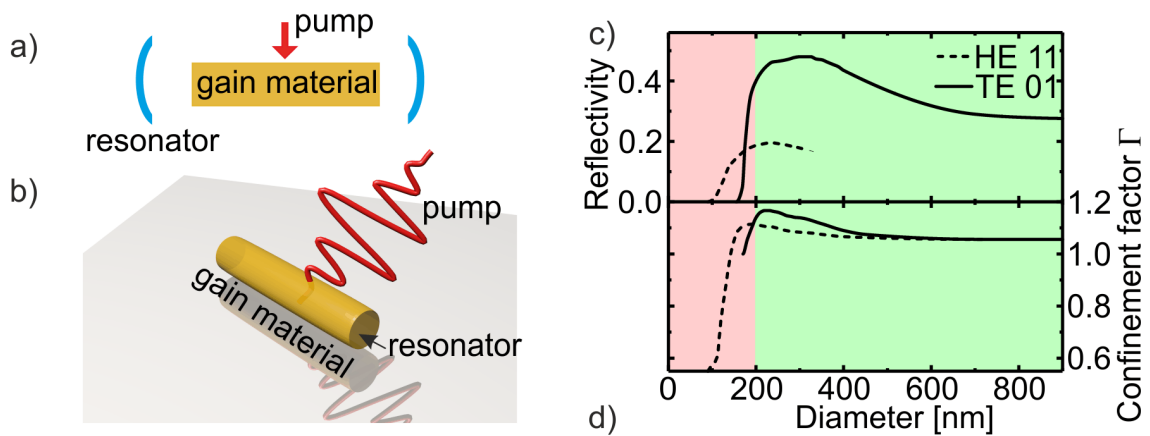 a)
pump
gain material
resonator
b)
pump
gain material
resonator
c)
Reflectivity
0.4
0.2
0.0
HE 11
TE 01
d)
1.2
1.0
0.8
0.6
Confinement factor Γ
0 200 400 600 800
Diameter [nm]